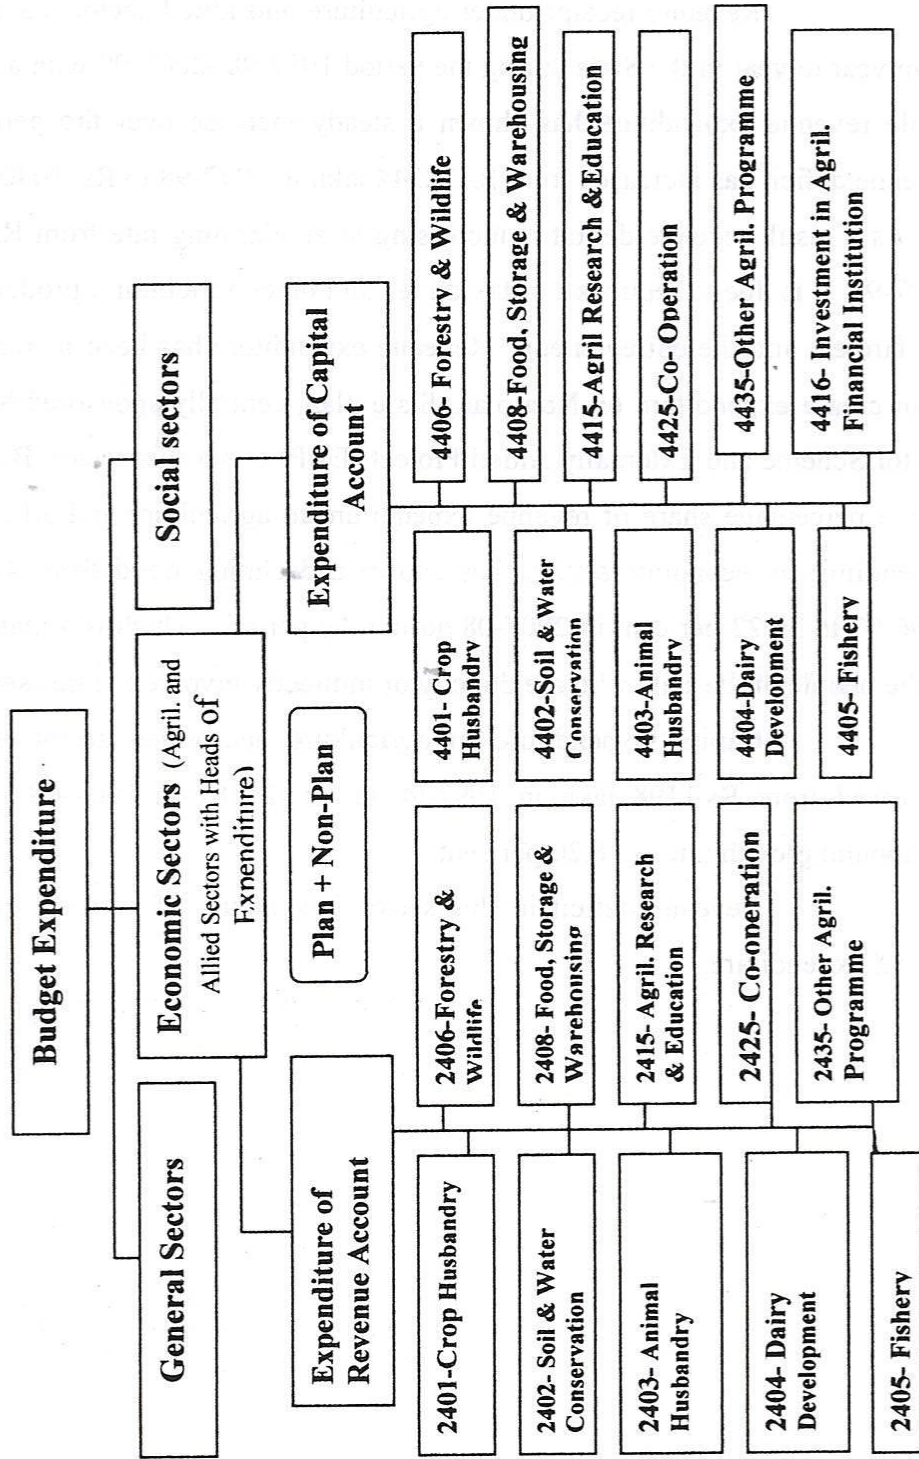 Budget Expenditure
General Sectors
Economic Sectors (Agril. and
Allied Sectors with Heads of
Exnenditure)
Social sectors
Plan + Non-Plan
Expenditure of
Revenue Account
Expenditure of Capital
Account
2401-Crop Husbandry
2402- Soil & Water
Conservation
2403- Animal
Husbandry
2404- Dairy
Development
2405- Fishery
2406-Forestry &
Wildlife
2408- Food, Storage &
Warehousing
2415- Agril. Research
& Education
2425- Co-operation
2435- Other Agril.
Programme
4401- Crop
Husbandry
4402-Soil & Water
Conservation
4403-Animal
Husbandry
4404-Dairy
Development
4405-Fishery
4406- Forestry & Wildlife
4408-Food, Storage & Warehousing
4415-Agril Research &Education
4425-Co-Operation
4435-Other Agril. Programme
4416- Investment in Agril.
Financial Institution